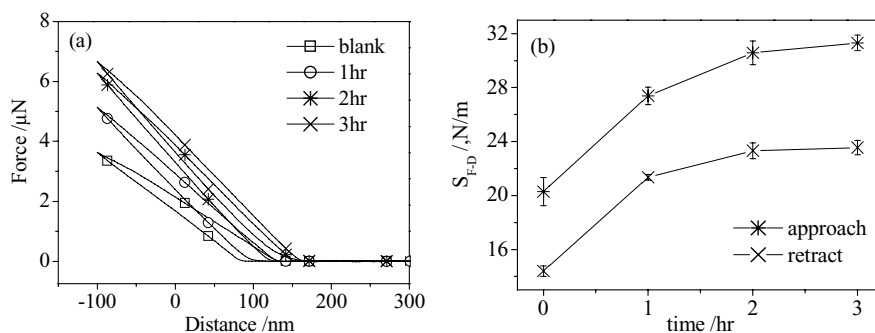 (a)
blank
1hr
2hr
3hr
8
6
4
2
0
Force /μN
-100
0
100
200
300
Distance /nm
(b)
32
28
24
20
16
S_F-D /,N/m
approach
retract
0
1
2
3
time /hr